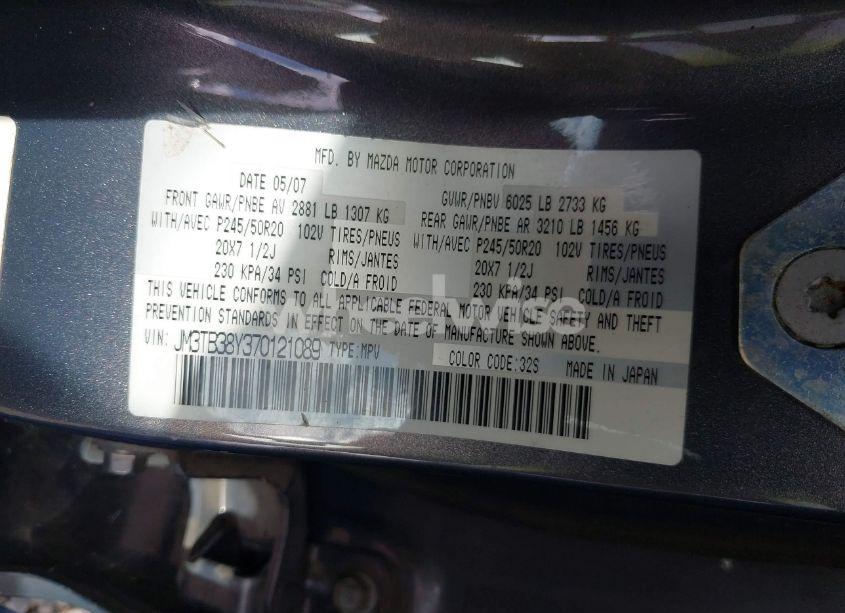 MFD. BY MAZDA MOTOR CORPORATION
DATE 05/07
GVWR/PNBV 6025 LB 2733 KG
FRONT GAWR/PNBE AV 2881 LB 1307 KG
REAR GAWR/PNBE AR 3210 LB 1456 KG
WITH/AVEC P245/50R20 102V TIRES/PNEUS
WITH/AVEC P245/50R20 102V TIRES/PNEUS
20X7 1/2J RIMS/JANTES
20X7 1/2J RIMS/JANTES
230 KPA/34 PSI COLD/A FROID
230 KPA/34 PSI COLD/A FROID
THIS VEHICLE CONFORMS TO ALL APPLICABLE FEDERAL MOTOR VEHICLE SAFETY AND THEFT
PREVENTION STANDARDS IN EFFECT ON THE DATE OF MANUFACTURE SHOWN ABOVE.
VIN: JM3TB38Y370121089 TYPE:MPV
COLOR CODE:32S MADE IN JAPAN